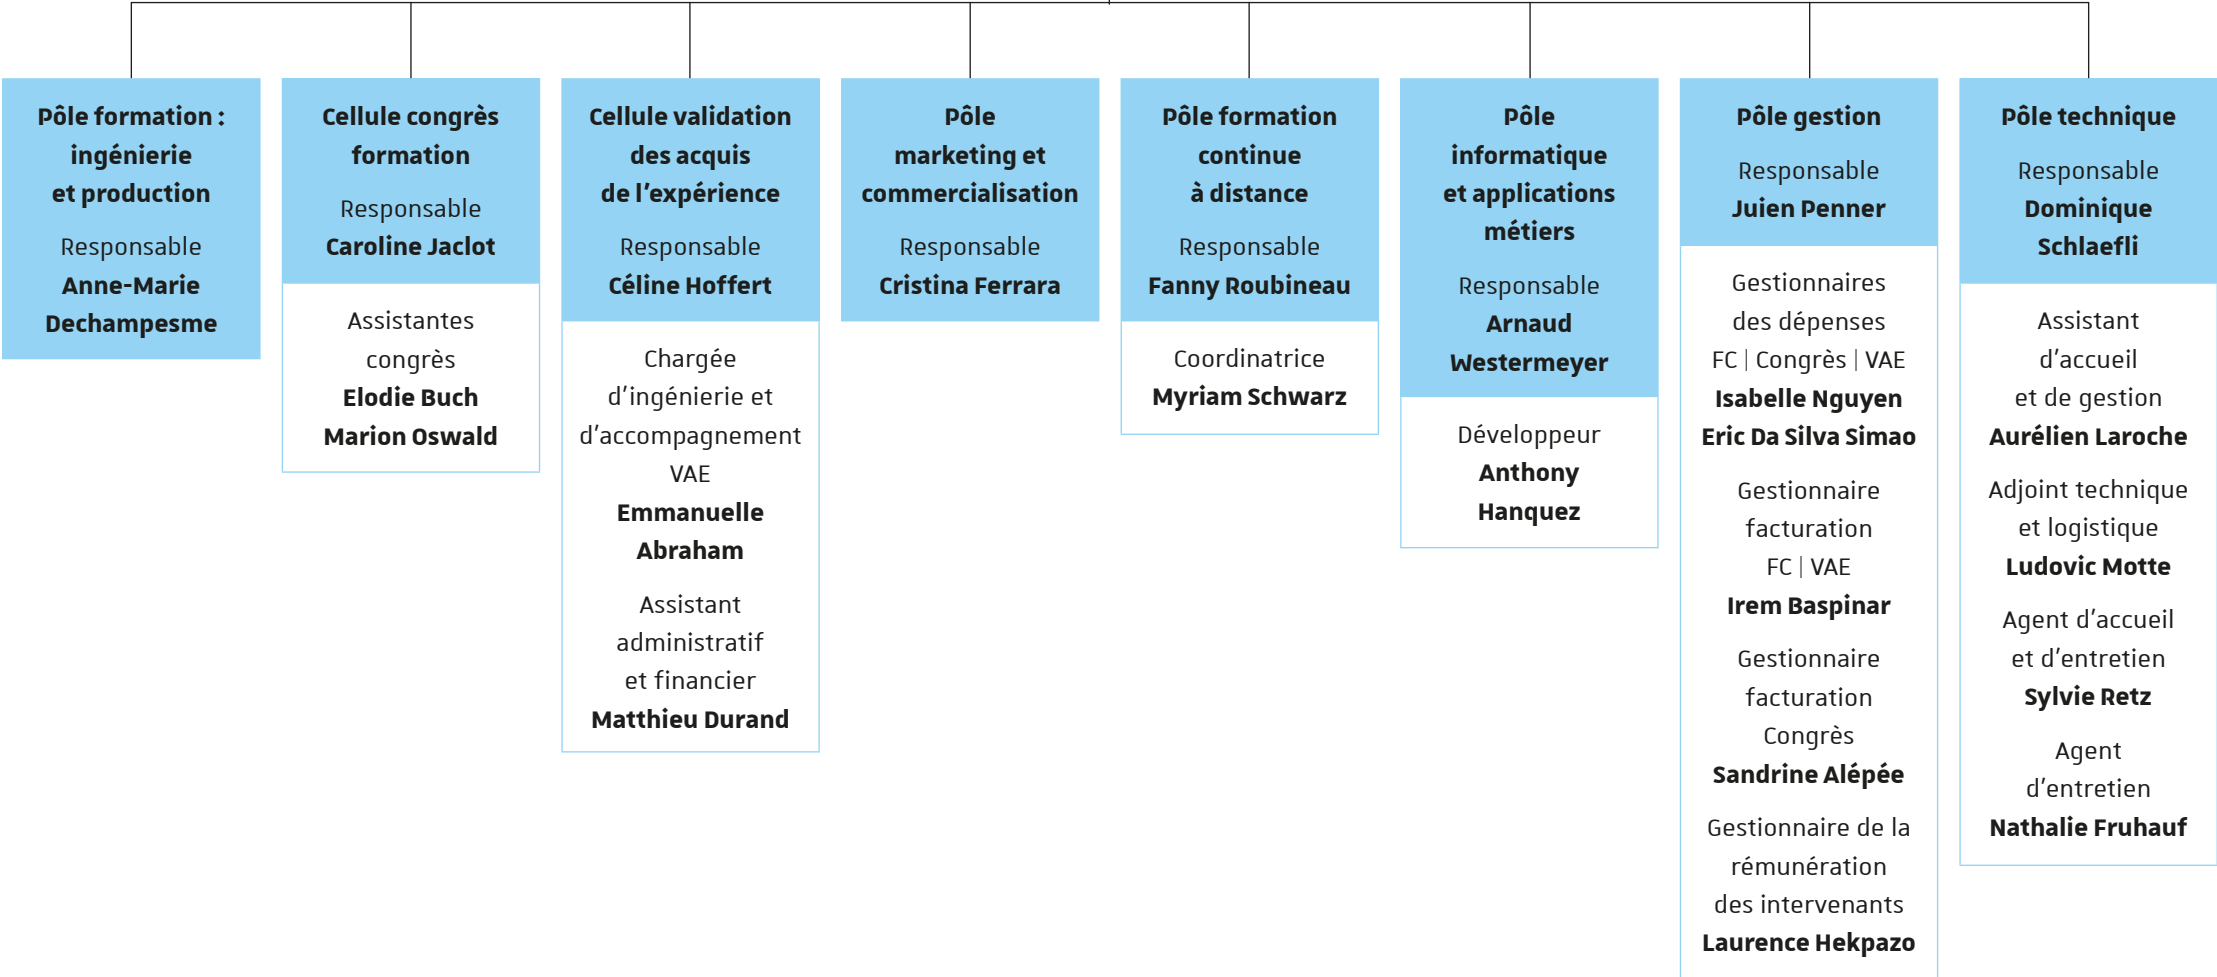 Pôle formation :
ingénierie
et production
Responsable
Anne-Marie
Dechampesme
Cellule congrès
formation
Responsable
Caroline Jaclot
Assistantes
congrès
Elodie Buch
Marion Oswald
Cellule validation
des acquis
de l'expérience
Responsable
Céline Hoffert
Chargée
d'ingénierie et
d'accompagnement
VAE
Emmanuelle
Abraham
Assistant
administratif
et financier
Matthieu Durand
Pôle
marketing et
commercialisation
Responsable
Cristina Ferrara
Pôle formation
continue
à distance
Responsable
Fanny Roubineau
Coordinatrice
Myriam Schwarz
Pôle
informatique
et applications
métiers
Responsable
Arnaud
Westermeyer
Développeur
Anthony
Hanquez
Pôle gestion
Responsable
Juien Penner
Gestionnaires
des dépenses
FC | Congrès | VAE
Isabelle Nguyen
Eric Da Silva Simao
Gestionnaire
facturation
FC | VAE
Irem Baspinar
Gestionnaire
facturation
Congrès
Sandrine Alépée
Gestionnaire de la
rémunération
des intervenants
Laurence Hekpazo
Pôle technique
Responsable
Dominique
Schlaefli
Assistant
d'accueil
et de gestion
Aurélien Laroche
Adjoint technique
et logistique
Ludovic Motte
Agent d'accueil
et d'entretien
Sylvie Retz
Agent
d'entretien
Nathalie Fruhauf